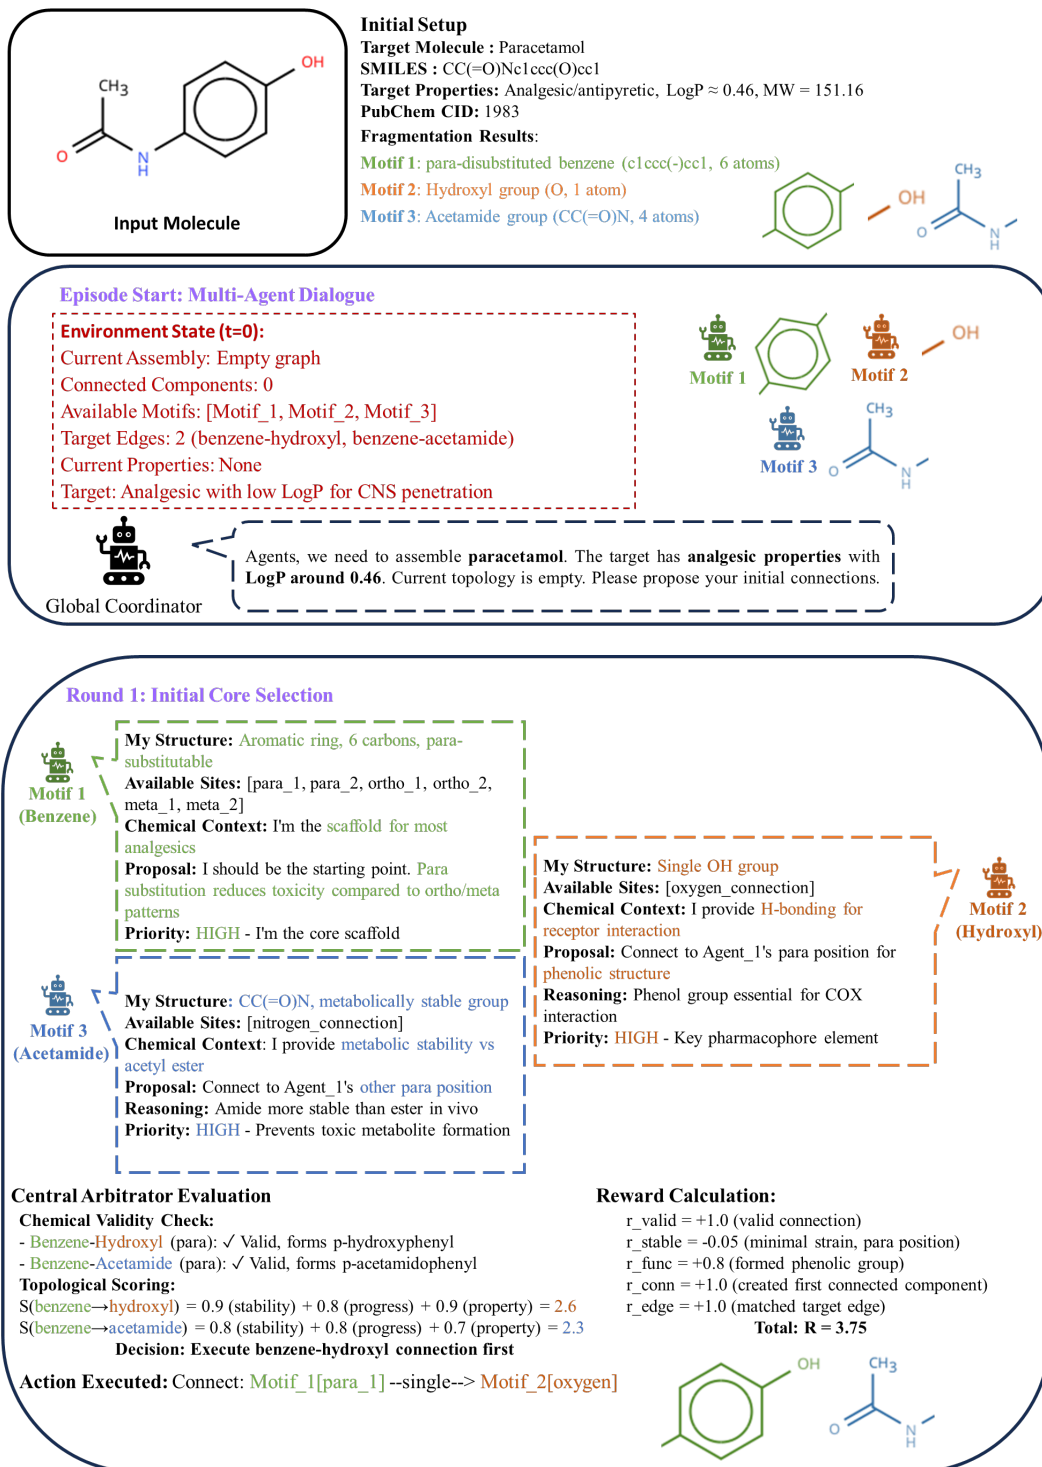 CH₃
O
N
H
OH
Input Molecule
Initial Setup
Target Molecule : Paracetamol
SMILES : CC(=O)Nc1ccc(O)cc1
Target Properties: Analgesic/antipyretic, LogP ≈ 0.46, MW = 151.16
PubChem CID: 1983
Fragmentation Results:
Motif 1: para-disubstituted benzene (c1ccc(-)cc1, 6 atoms)
Motif 2: Hydroxyl group (O, 1 atom)
Motif 3: Acetamide group (CC(=O)N, 4 atoms)
OH
CH₃
O
N
H
Episode Start: Multi-Agent Dialogue
Environment State (t=0):
Current Assembly: Empty graph
Connected Components: 0
Available Motifs: [Motif_1, Motif_2, Motif_3]
Target Edges: 2 (benzene-hydroxyl, benzene-acetamide)
Current Properties: None
Target: Analgesic with low LogP for CNS penetration
Motif 1
Motif 2
OH
Motif 3
CH₃
O
N
H
Global Coordinator
Agents, we need to assemble paracetamol. The target has analgesic properties with
LogP around 0.46. Current topology is empty. Please propose your initial connections.
Round 1: Initial Core Selection
Motif 1
(Benzene)
My Structure: Aromatic ring, 6 carbons, para-
substitutable
Available Sites: [para_1, para_2, ortho_1, ortho_2,
meta_1, meta_2]
Chemical Context: I'm the scaffold for most
analgesics
Proposal: I should be the starting point. Para
substitution reduces toxicity compared to ortho/meta
patterns
Priority: HIGH - I'm the core scaffold
My Structure: Single OH group
Available Sites: [oxygen_connection]
Chemical Context: I provide H-bonding for
receptor interaction
Proposal: Connect to Agent_1's para position for
phenolic structure
Reasoning: Phenol group essential for COX
interaction
Priority: HIGH - Key pharmacophore element
Motif 2
(Hydroxyl)
Motif 3
(Acetamide)
My Structure: CC(=O)N, metabolically stable group
Available Sites: [nitrogen_connection]
Chemical Context: I provide metabolic stability vs
acetyl ester
Proposal: Connect to Agent_1's other para position
Reasoning: Amide more stable than ester in vivo
Priority: HIGH - Prevents toxic metabolite formation
Central Arbitrator Evaluation
Chemical Validity Check:
- Benzene-Hydroxyl (para): ✓ Valid, forms p-hydroxyphenyl
- Benzene-Acetamide (para): ✓ Valid, forms p-acetamidophenyl
Topological Scoring:
S(benzene→hydroxyl) = 0.9 (stability) + 0.8 (progress) + 0.9 (property) = 2.6
S(benzene→acetamide) = 0.8 (stability) + 0.8 (progress) + 0.7 (property) = 2.3
Decision: Execute benzene-hydroxyl connection first
Action Executed: Connect: Motif_1[para_1] --single--> Motif_2[oxygen]
Reward Calculation:
r_valid = +1.0 (valid connection)
r_stable = -0.05 (minimal strain, para position)
r_func = +0.8 (formed phenolic group)
r_conn = +1.0 (created first connected component)
r_edge = +1.0 (matched target edge)
Total: R = 3.75
OH
CH₃
O
N
H